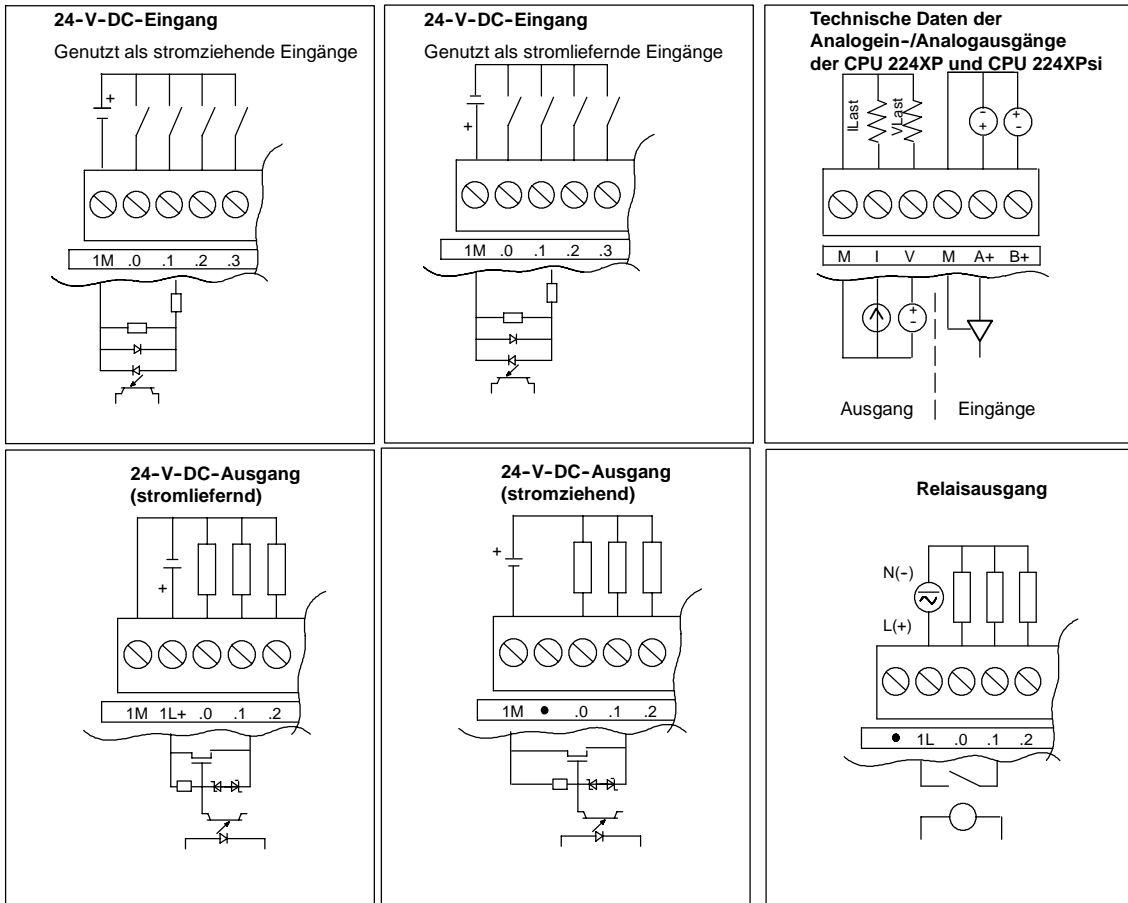 24-V-DC-Eingang
Genutzt als stromziehende Eingänge
+
1M .0 .1 .2 .3
24-V-DC-Eingang
Genutzt als stromliefernde Eingänge
+
1M .0 .1 .2 .3
Technische Daten der
Analogein-/Analogausgänge
der CPU 224XP und CPU 224XPsi
ILast
VLast
- +
+ -
M I V M A+ B+
+ -
Ausgang Eingänge
24-V-DC-Ausgang
(stromliefernd)
+
1M 1L+ .0 .1 .2
24-V-DC-Ausgang
(stromziehend)
+
1M ● .0 .1 .2
Relaisausgang
N(-)
L(+)
● 1L .0 .1 .2